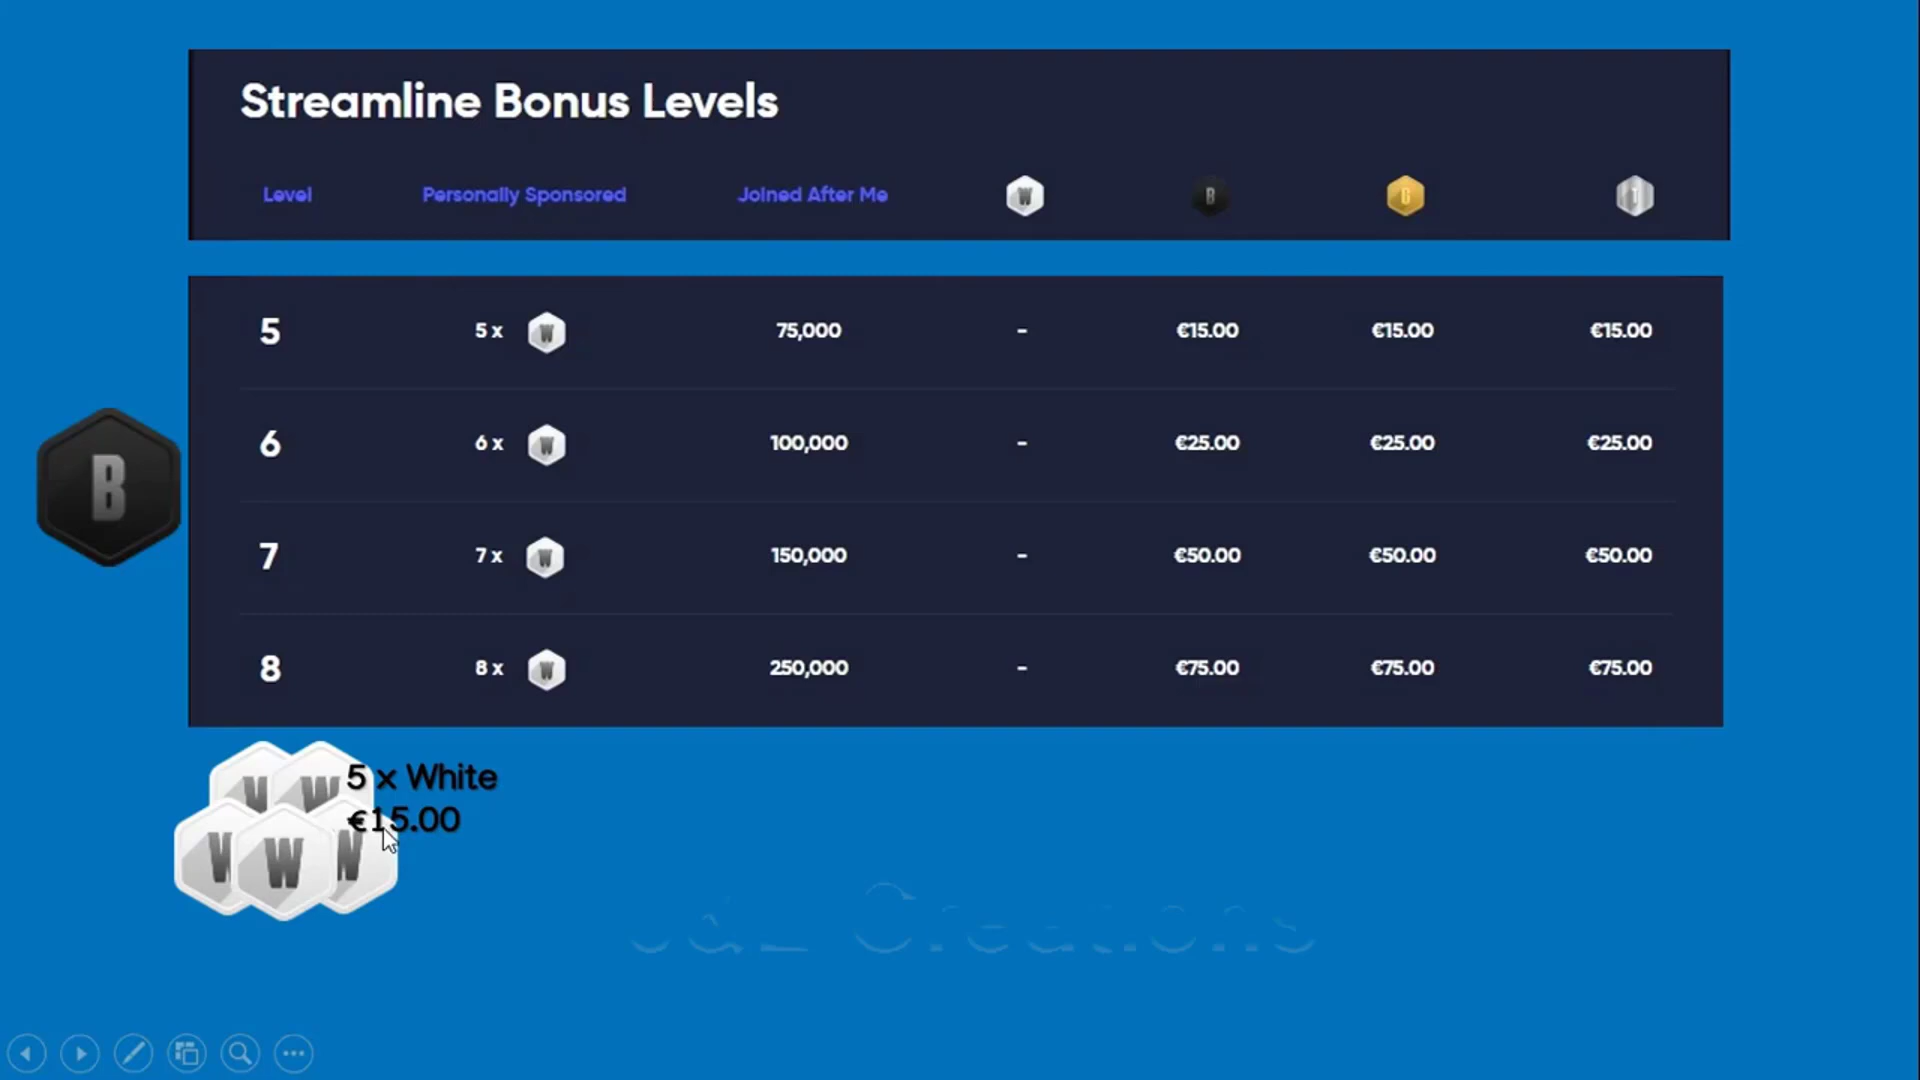 Streamline Bonus Levels
Level Personally Sponsored Joined After Me W B G T
5 5 x W 75,000 - €15.00 €15.00 €15.00
6 6 x W 100,000 - €25.00 €25.00 €25.00
B
7 7 x W 150,000 - €50.00 €50.00 €50.00
8 8 x W 250,000 - €75.00 €75.00 €75.00
W W 5 x White
€15.00
W W W
J&L Creations